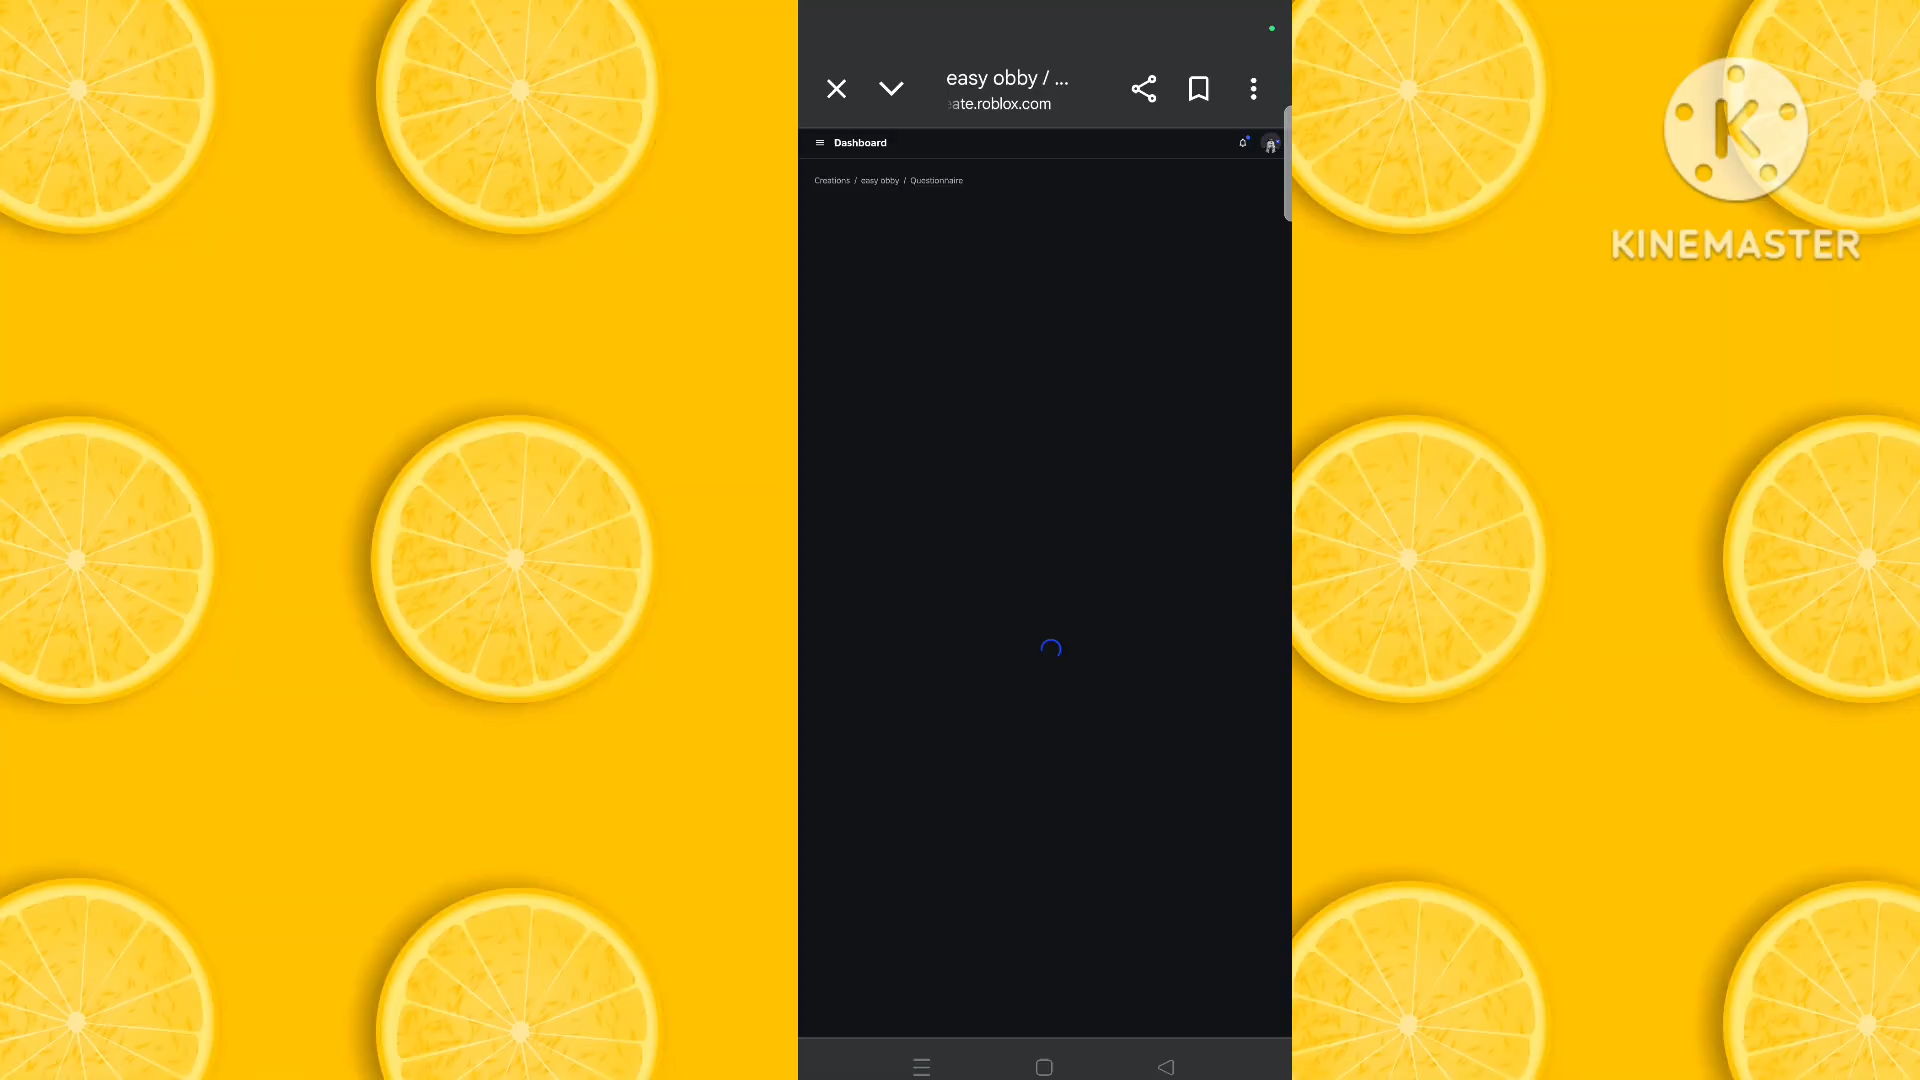 easy obby / ...
ate.roblox.com
Dashboard
Creations / easy obby / Questionnaire
K
KINEMASTER